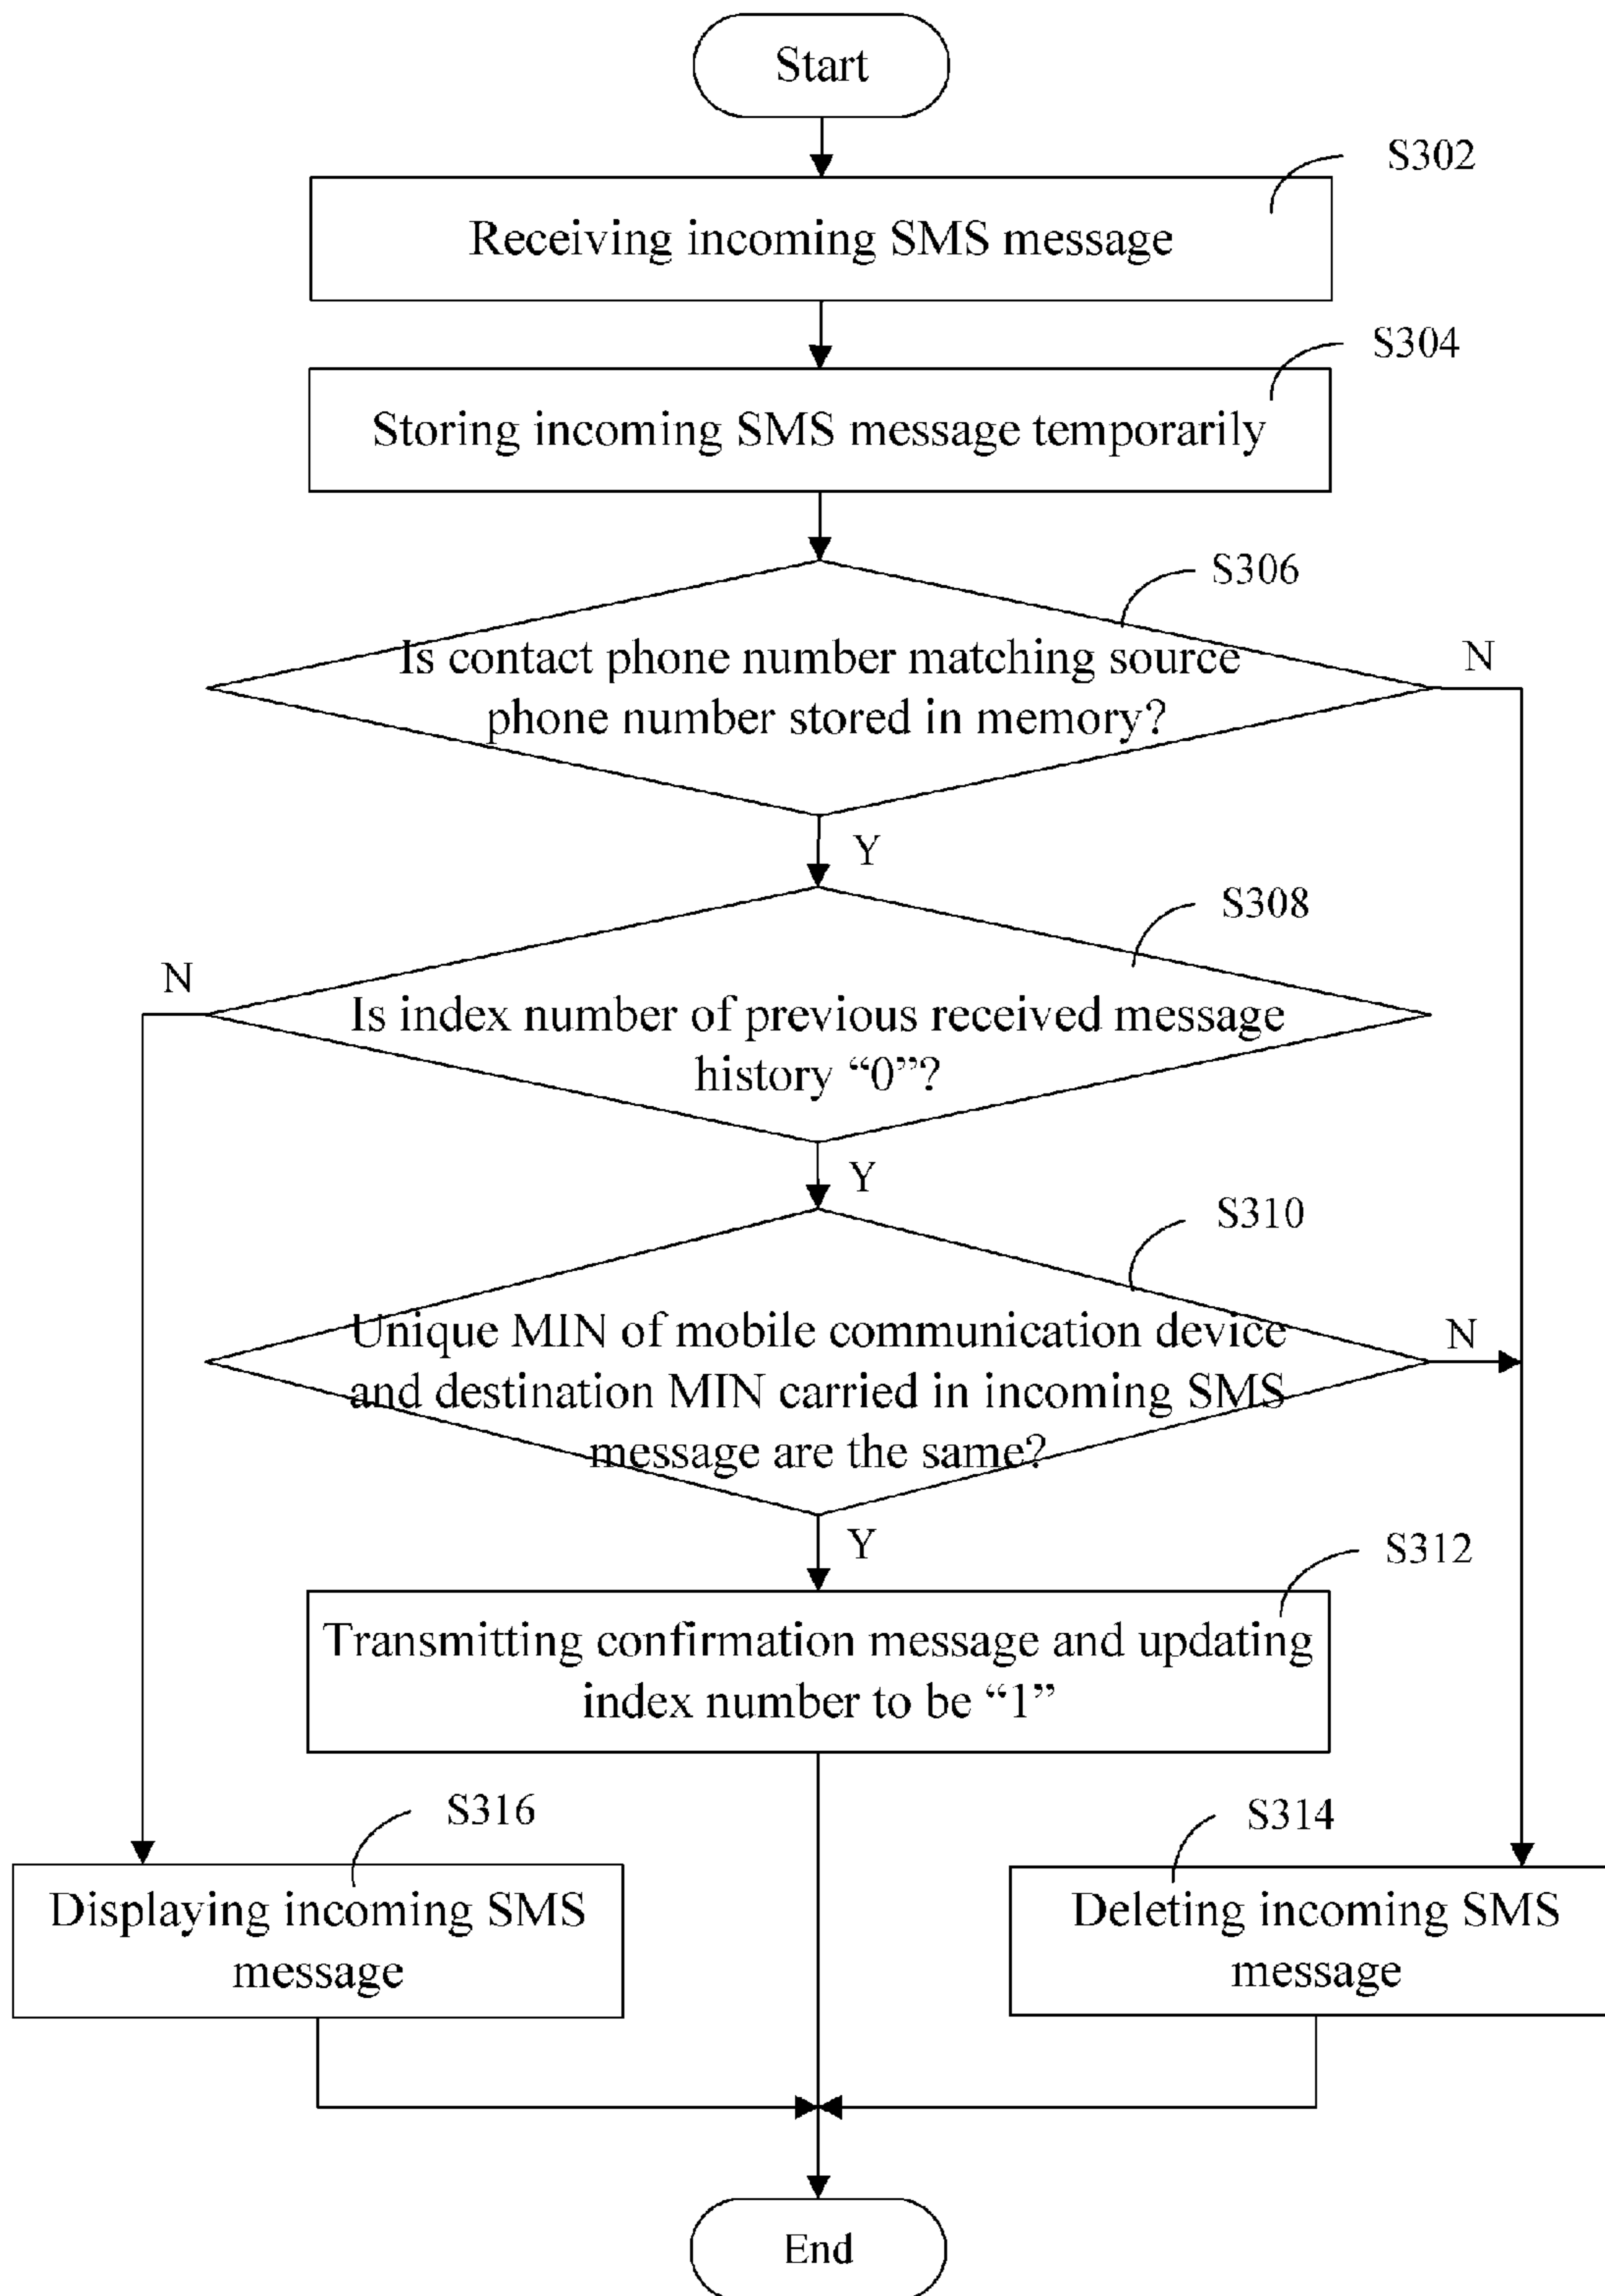 Start
S302
Receiving incoming SMS message
S304
Storing incoming SMS message temporarily
S306
Is contact phone number matching source
phone number stored in memory?
N
Y
S308
N
Is index number of previous received message
history “0”?
Y
S310
Unique MIN of mobile communication device
and destination MIN carried in incoming SMS
message are the same?
N
Y
S312
Transmitting confirmation message and updating
index number to be “1”
S316
Displaying incoming SMS
message
S314
Deleting incoming SMS
message
End